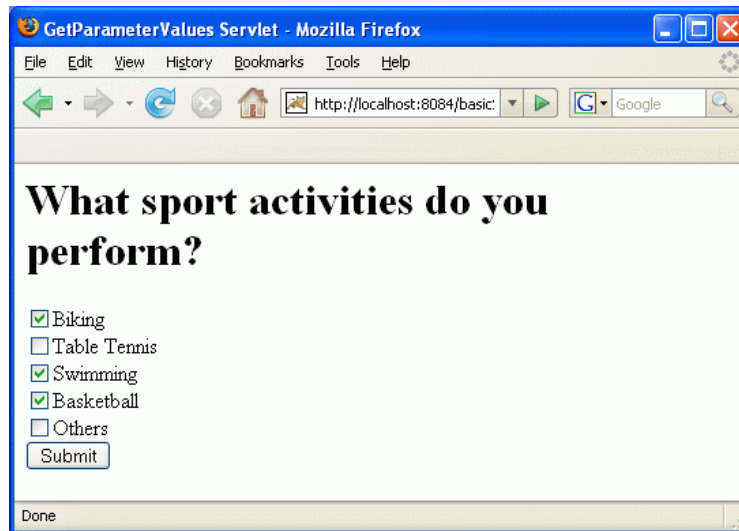 GetParameterValues Servlet - Mozilla Firefox
File Edit View History Bookmarks Tools Help
http://localhost:8084/basic: G Google
What sport activities do you
perform?
Biking
Table Tennis
Swimming
Basketball
Others
Submit
Done